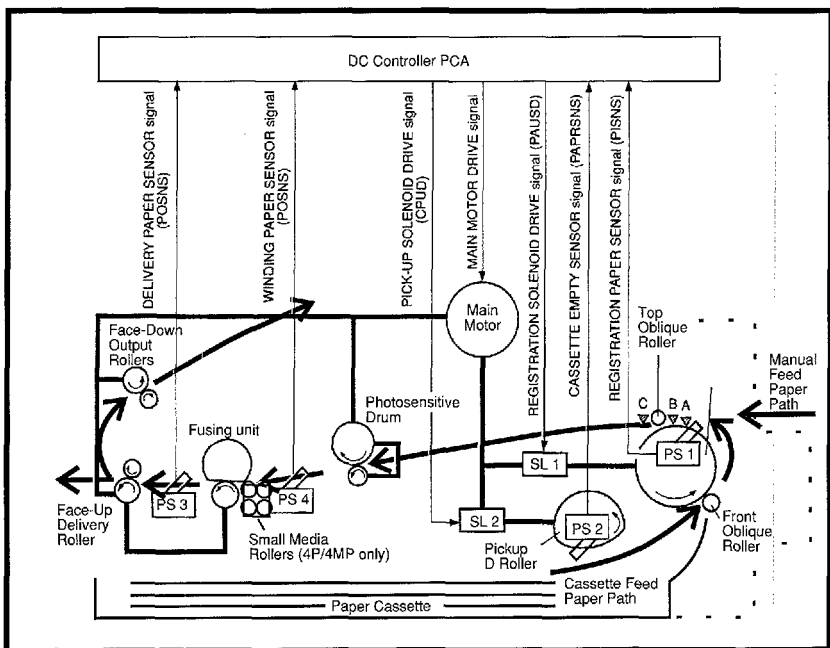 DC Controller PCA
DELIVERY PAPER SENSOR signal
(POSNS)
WINDING PAPER SENSOR signal
(POSNS)
PICK-UP SOLENOID DRIVE signal
(CPUD)
MAIN MOTOR DRIVE signal
REGISTRATION SOLENOID DRIVE signal (PAUSD)
CASSETTE EMPTY SENSOR signal (PAPRSNS)
REGISTRATION PAPER SENSOR signal (PISNS)
Face-Down
Output
Rollers
Main
Motor
Top
Oblique
Roller
Manual
Feed
Paper
Path
C
B
A
Photosensitive
Drum
Fusing unit
PS 1
SL 1
PS 3
PS 4
SL 2
PS 2
Face-Up
Delivery
Roller
Small Media
Rollers (4P/4MP only)
Pickup
D Roller
Front
Oblique
Roller
Cassette Feed
Paper Path
Paper Cassette